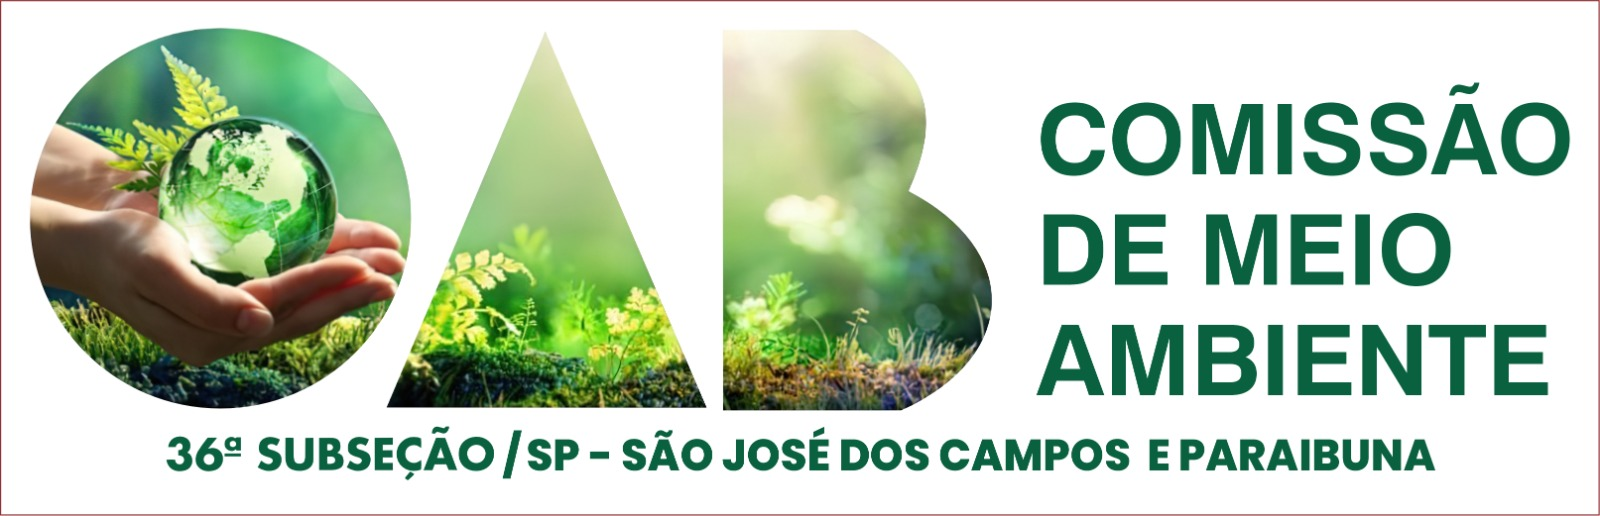 OAB
COMISSÃO
DE MEIO
AMBIENTE
36ª SUBSEÇÃO / SP - SÃO JOSÉ DOS CAMPOS E PARAIBUNA